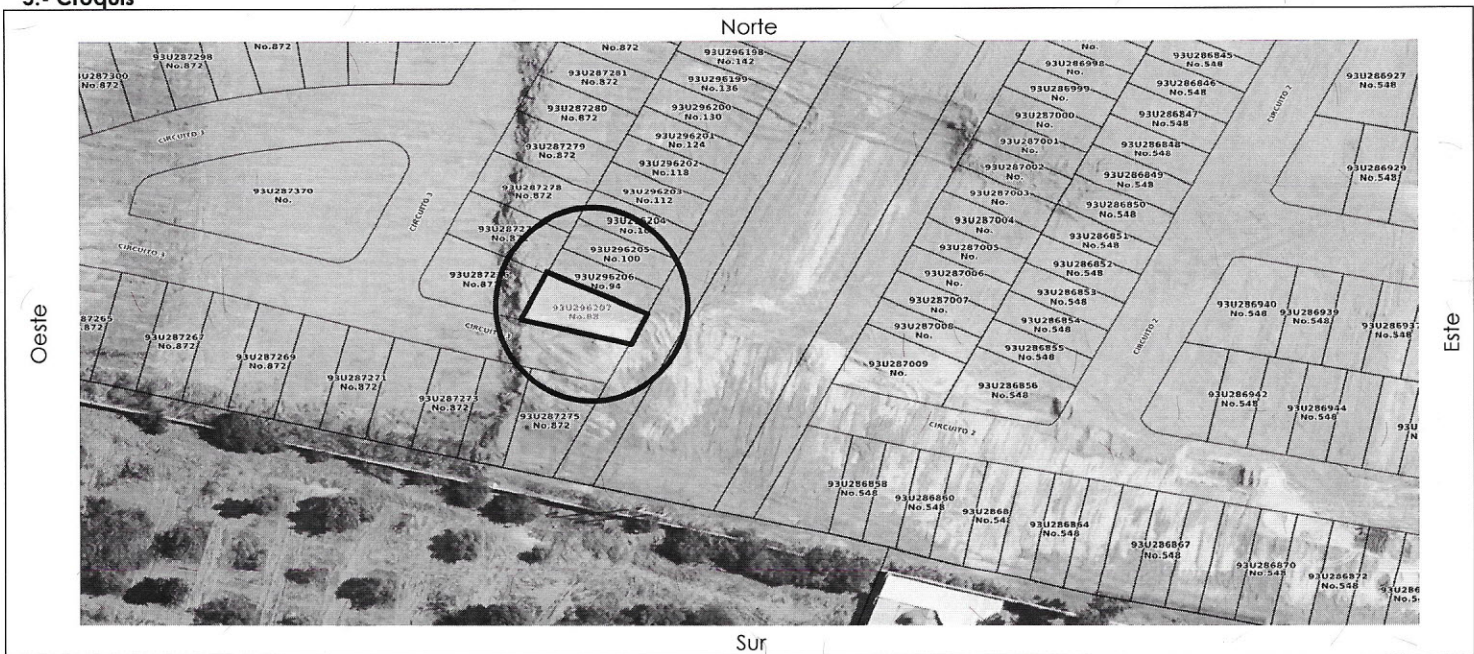 3.- Croquis
Norte
No.872
93U287298
No.872
93U287300
No.872
No.872
93U287281
No.872
93U287280
No.872
93U287279
No.872
93U287278
No.872
93U296198
No.142
93U296199
No.136
93U296200
No.130
93U296201
No.124
93U296202
No.118
93U296203
No.112
93U296205
No.100
93U296206
No.94
93U296207
No.88
CIRCUITO 3
93U287370
No.
CIRCUITO 3
CIRCUITO 3
No.872
93U287267
No.872
93U287269
No.872
93U287271
No.872
93U287273
No.872
93U287275
No.872
No.
93U286998
No.
93U286999
No.
93U287000
No.
93U287001
No.
93U287002
No.
93U287003
No.
93U287004
No.
93U287005
No.
93U287006
No.
93U287007
No.
93U287008
No.
93U287009
No.
93U286845
No.548
93U286846
No.548
93U286847
No.548
93U286848
No.548
93U286849
No.548
93U286850
No.548
93U286851
No.548
93U286852
No.548
93U286853
No.548
93U286854
No.548
93U286855
No.548
93U286856
No.548
CIRCUITO 2
CIRCUITO 2
CIRCUITO 2
93U286927
No.548
93U286929
No.548
93U286940
No.548
93U286939
No.548
93U286937
No.548
93U286942
No.548
93U286944
No.548
93U286858
No.548
93U286860
No.548
93U286864
No.548
93U286867
No.548
93U286870
No.548
93U286872
No.548
Oeste
Este
Sur